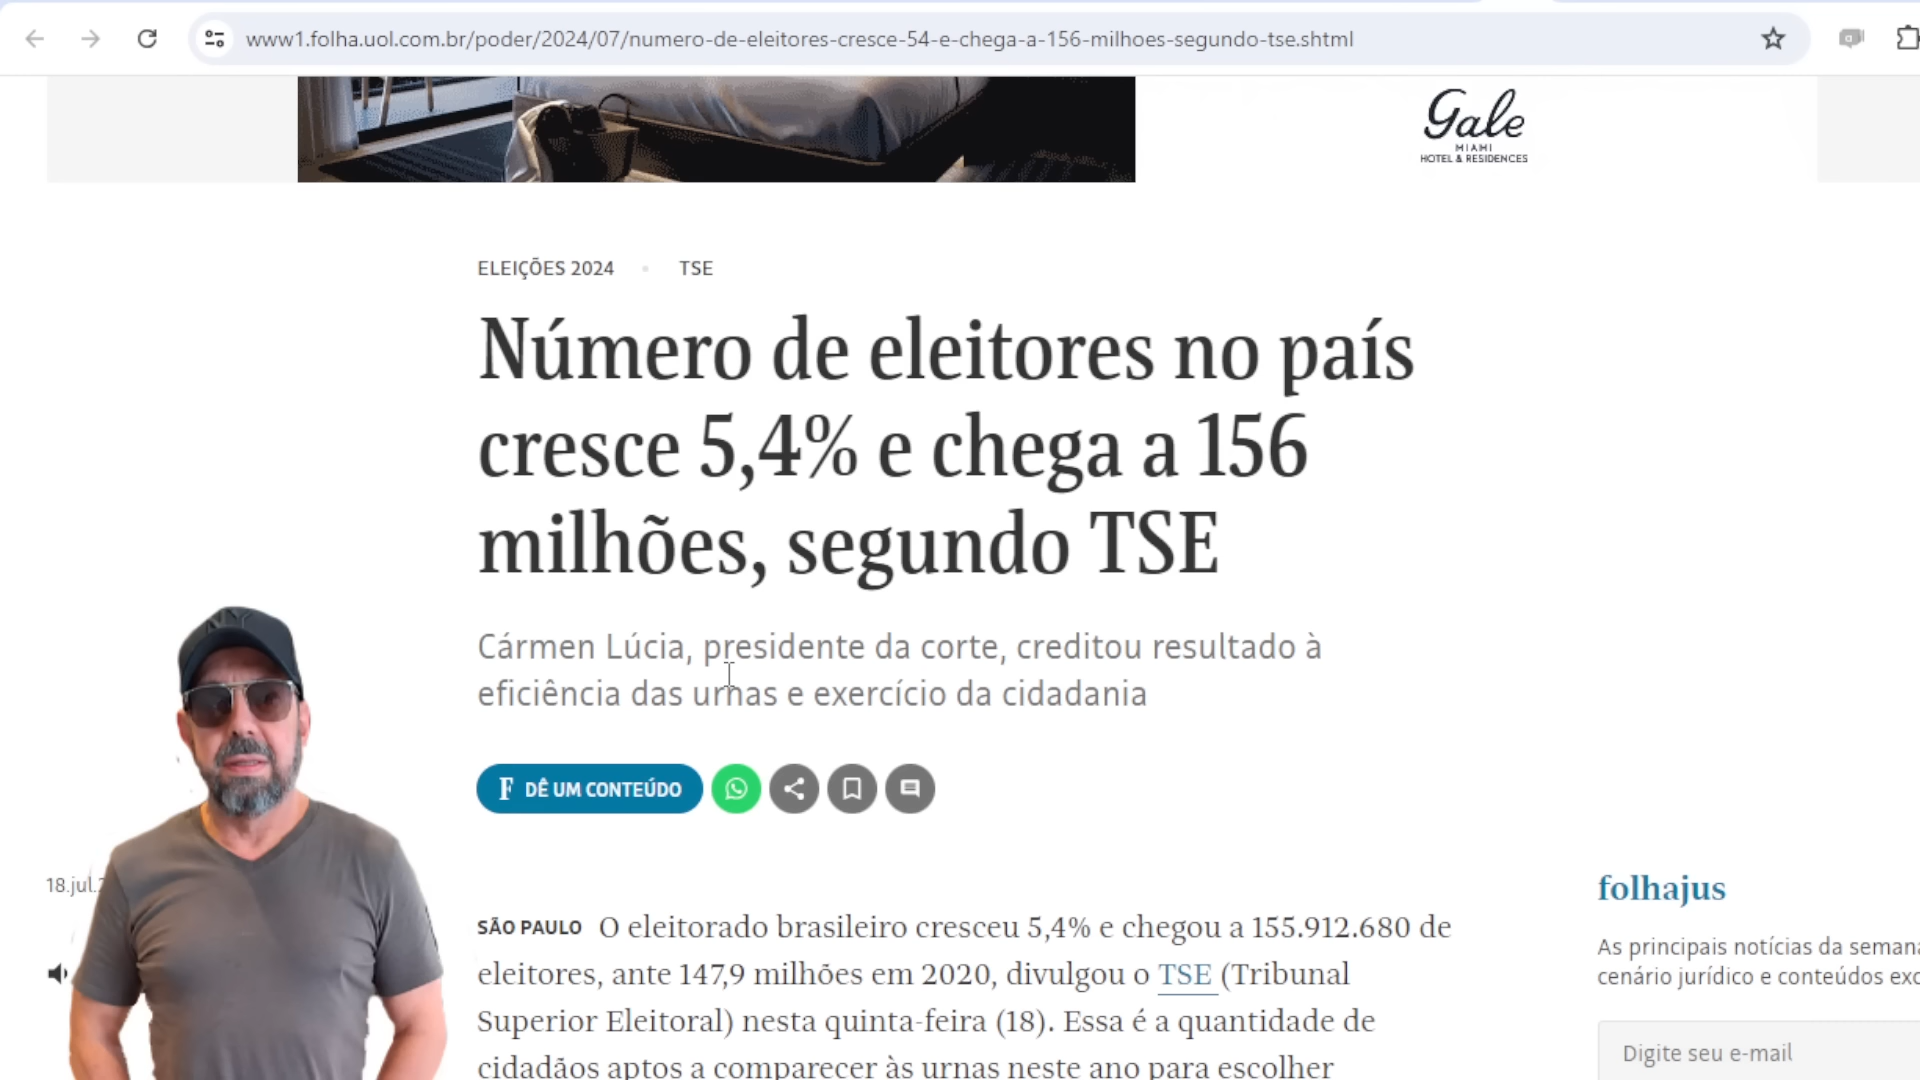 www1.folha.uol.com.br/poder/2024/07/numero-de-eleitores-cresce-54-e-chega-a-156-milhoes-segundo-tse.shtml
Gale
MIAMI
HOTEL & RESIDENCES
ELEIÇÕES 2024 • TSE
Número de eleitores no país
cresce 5,4% e chega a 156
milhões, segundo TSE
Cármen Lúcia, presidente da corte, creditou resultado à
eficiência das urnas e exercício da cidadania
F DÊ UM CONTEÚDO
18.jul.
SÃO PAULO O eleitorado brasileiro cresceu 5,4% e chegou a 155.912.680 de
eleitores, ante 147,9 milhões em 2020, divulgou o TSE (Tribunal
Superior Eleitoral) nesta quinta-feira (18). Essa é a quantidade de
cidadãos aptos a comparecer às urnas neste ano para escolher
folhajus
As principais notícias da semana
cenário jurídico e conteúdos
Digite seu e-mail